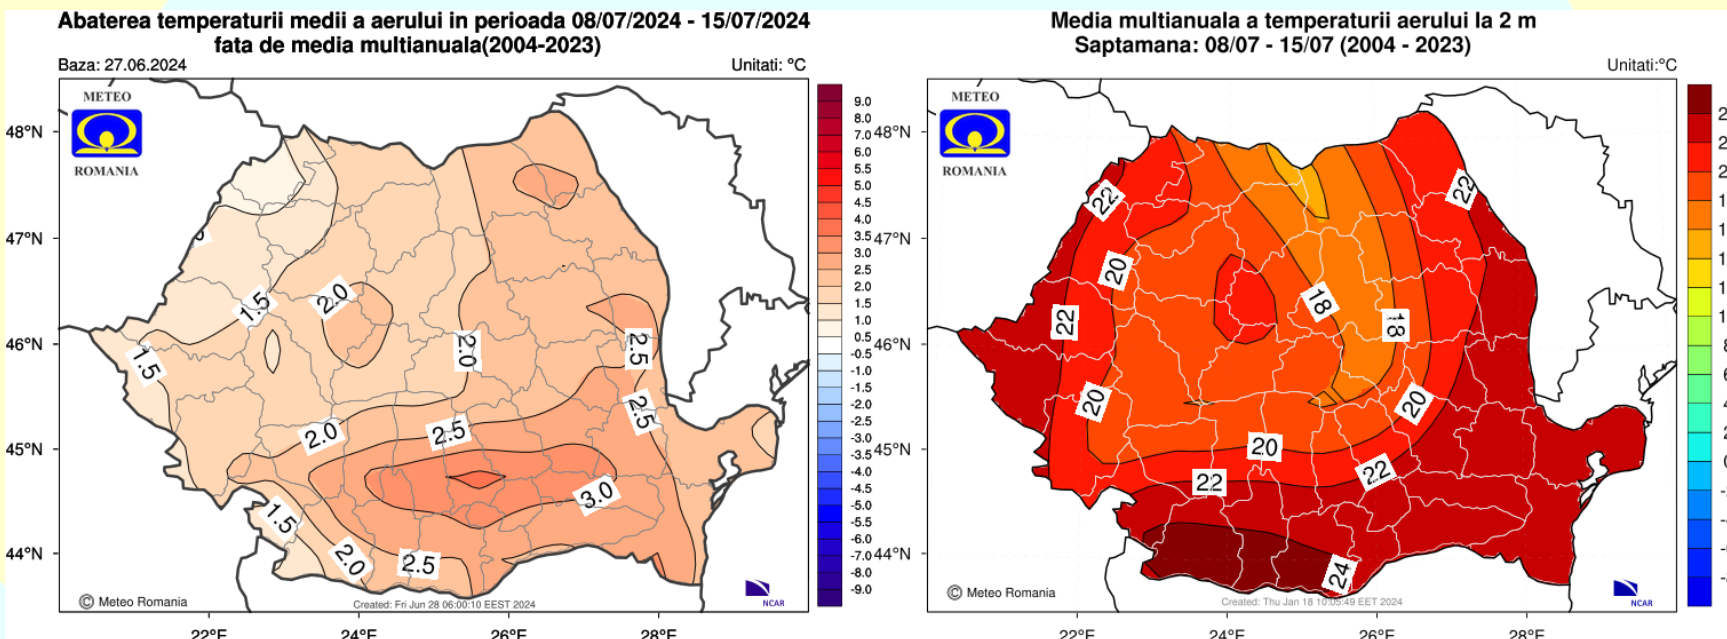 Abaterea temperaturii medii a aerului in perioada 08/07/2024 - 15/07/2024
fata de media multianuala(2004-2023)
Baza: 27.06.2024
Unitati: °C
METEO
ROMANIA
48°N
47°N
46°N
45°N
44°N
22°E
24°E
26°E
28°E
1.5
2.0
1.5
2.0
2.5
2.5
2.0
2.5
3.0
1.5
2.0
2.5
9.0
8.0
7.0
6.0
5.5
5.0
4.5
4.0
3.5
3.0
2.5
2.0
1.5
1.0
0.5
-0.5
-1.0
-1.5
-2.0
-2.5
-3.0
-3.5
-4.0
-4.5
-5.0
-5.5
-6.0
-7.0
-8.0
-9.0
© Meteo Romania
Created: Fri Jun 28 06:00:10 EEST 2024
NCAR
Media multianuala a temperaturii aerului la 2 m
Saptamana: 08/07 - 15/07 (2004 - 2023)
Unitati:°C
METEO
ROMANIA
48°N
47°N
46°N
45°N
44°N
22°E
24°E
26°E
28°E
22
22
20
18
22
18
20
20
20
22
22
24
© Meteo Romania
Created: Thu Jan 18 10:05:49 EET 2024
NCAR